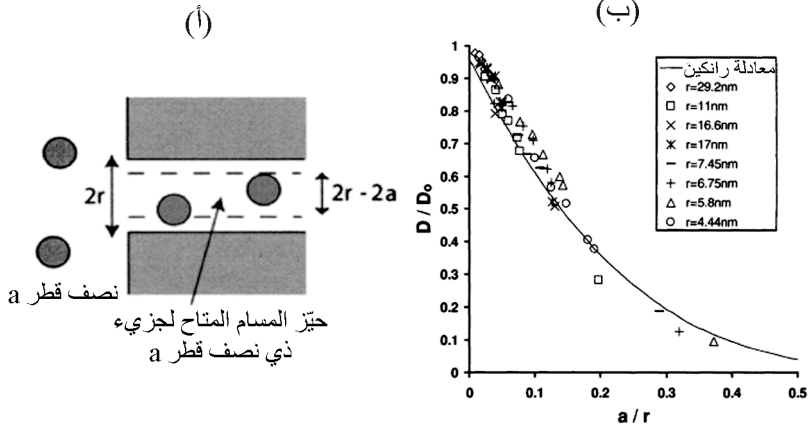 (أ)
2r
2r - 2a
نصف قطر a
حيّز المسام المتاح لجزيء
ذي نصف قطر a
(ب)
D / Dₒ
1
0.9
0.8
0.7
0.6
0.5
0.4
0.3
0.2
0.1
0
0 0.1 0.2 0.3 0.4 0.5
a / r
معادلة رانكين
r=29.2nm
r=11nm
r=16.6nm
r=17nm
r=7.45nm
r=6.75nm
r=5.8nm
r=4.44nm